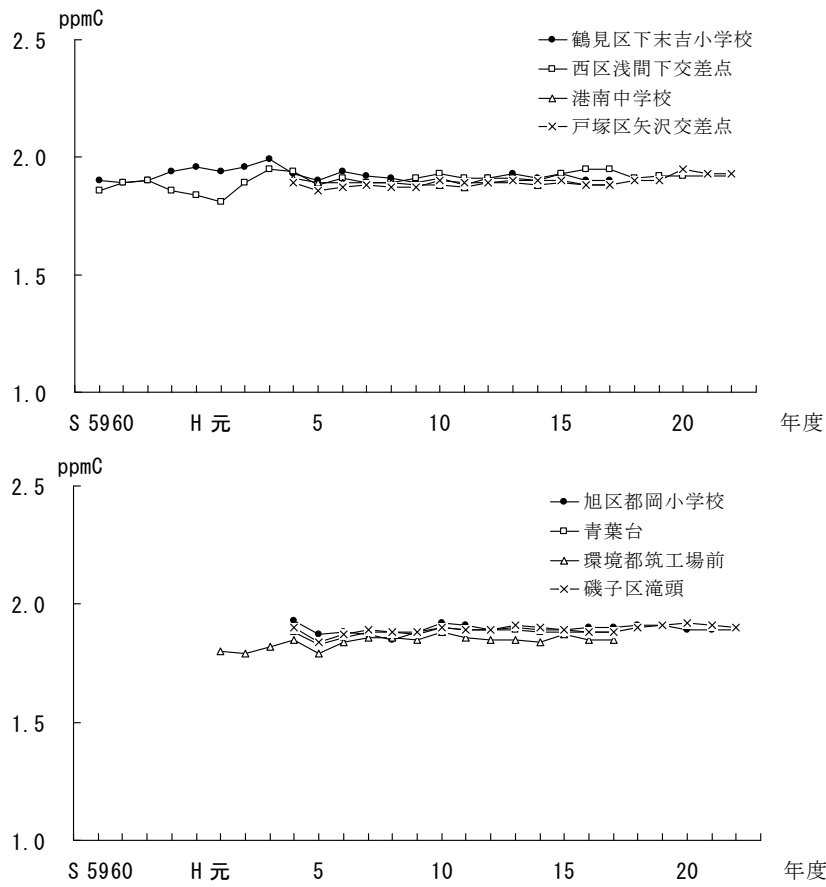 ppmC
2.5
鶴見区下末吉小学校
西区浅間下交差点
港南中学校
戸塚区矢沢交差点
2.0
1.5
1.0
S 5960 H 元 5 10 15 20 年度
ppmC
2.5
旭区都岡小学校
青葉台
環境都筑工場前
磯子区滝頭
2.0
1.5
1.0
S 5960 H 元 5 10 15 20 年度